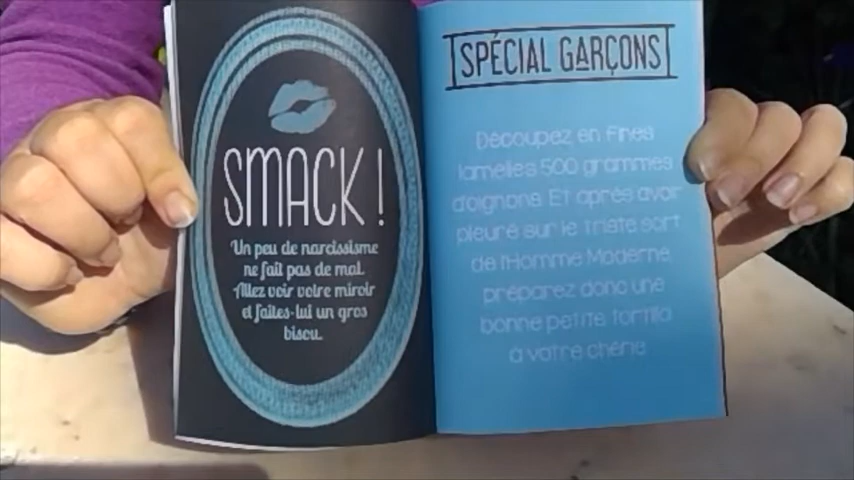 SMACK!
Un peu de narcissisme
ne fait pas de mal.
Allez voir votre miroir
et faites-lui un gros
bisou.
SPÉCIAL GARÇONS
Découpez en fines
lamelles 500 grammes
d'oignons. Et après avoir
pleuré sur le triste sort
de l'Homme Moderne
préparez donc une
bonne petite tortilla
à votre chérie